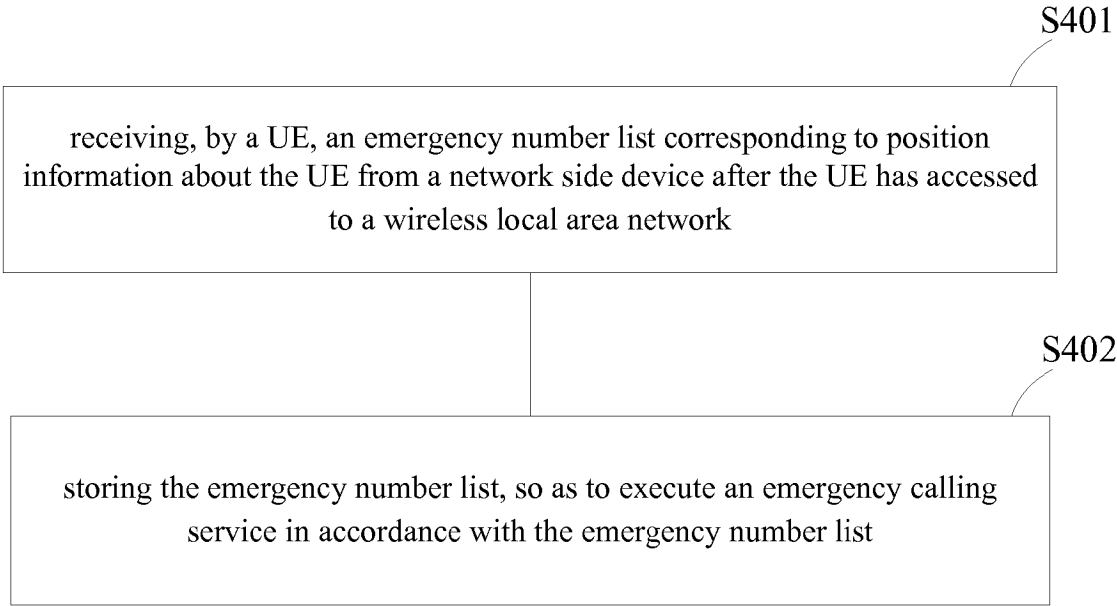 S401
receiving, by a UE, an emergency number list corresponding to position
information about the UE from a network side device after the UE has accessed
to a wireless local area network
S402
storing the emergency number list, so as to execute an emergency calling
service in accordance with the emergency number list